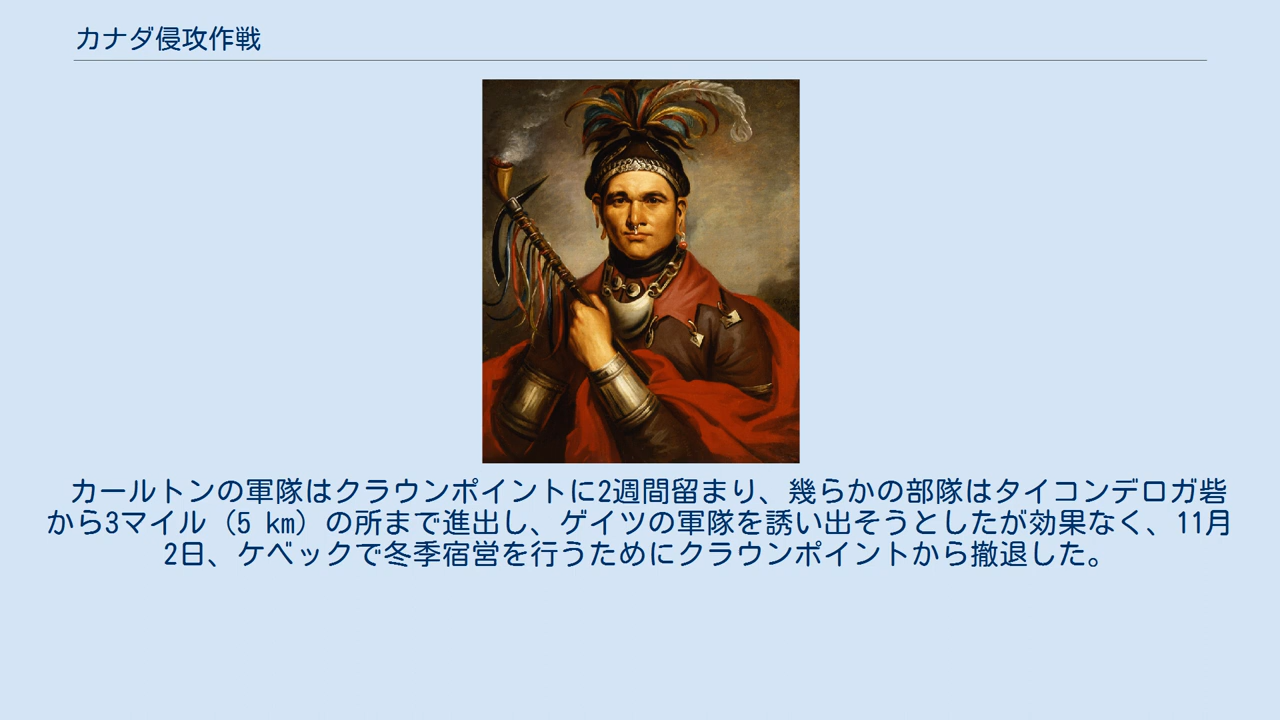 カナダ侵攻作戦
カールトンの軍隊はクラウンポイントに2週間留まり、幾らかの部隊はタイコンデロガ砦
から3マイル（5 km）の所まで進出し、ゲイツの軍隊を誘い出そうとしたが効果なく、11月
2日、ケベックで冬季宿営を行うためにクラウンポイントから撤退した。